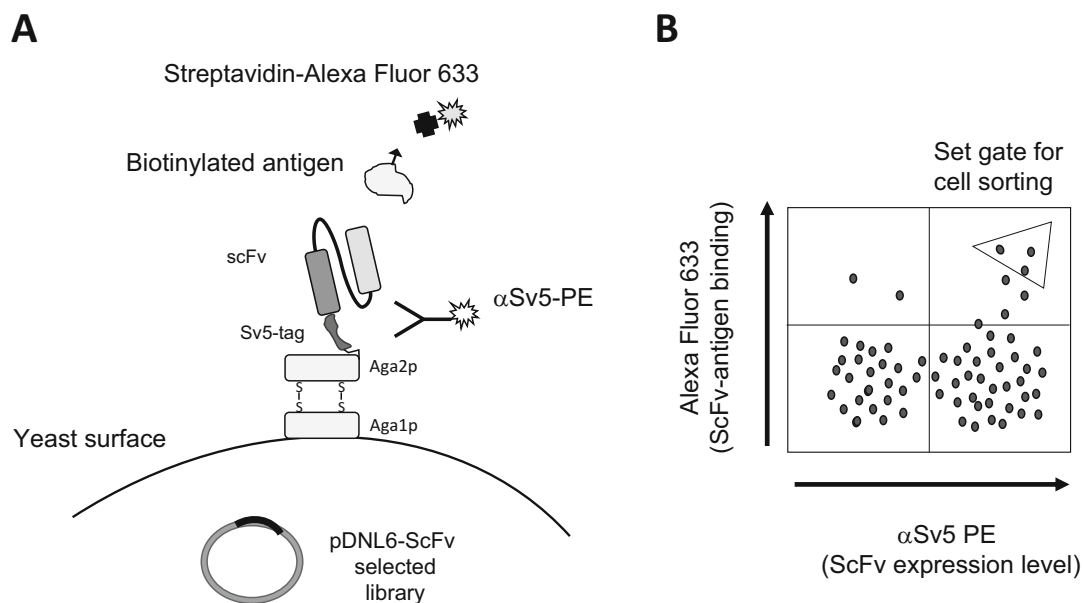 A
Streptavidin-Alexa Fluor 633
Biotinylated antigen
scFv
αSv5-PE
Sv5-tag
Aga2p
S S
S S
Aga1p
Yeast surface
pDNL6-ScFv
selected
library
B
Set gate for
cell sorting
Alexa Fluor 633
(ScFv-antigen binding)
αSv5 PE
(ScFv expression level)